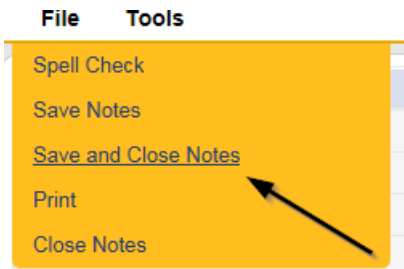 File Tools
Spell Check
Save Notes
Save and Close Notes
Print
Close Notes